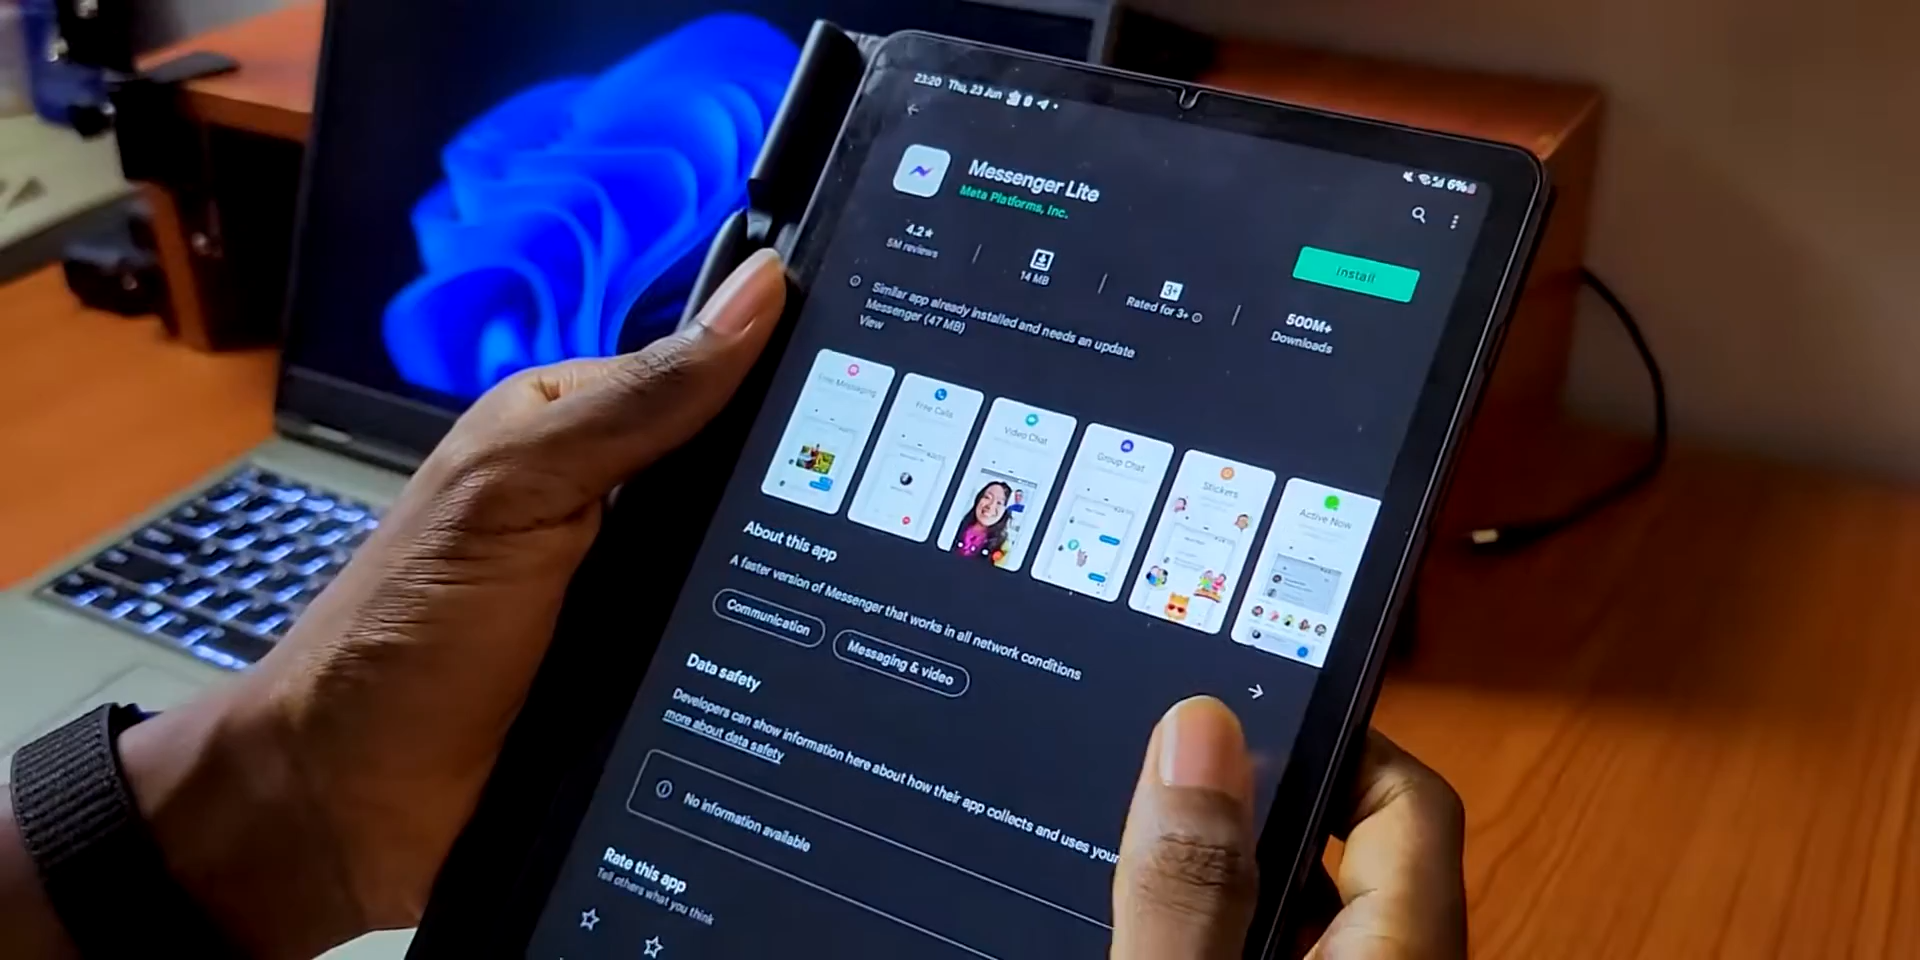 23:20 Thu, 23 Jun
6%
Messenger Lite
Meta Platforms, Inc.
Install
4.2★
5M reviews
14 MB
3+
Rated for 3+
500M+
Downloads
Similar app already installed and needs an update
Messenger (47 MB)
View
Free Messaging
Free Calls
Video Chat
Group Chat
Stickers
Active Now
About this app
A faster version of Messenger that works in all network conditions
Communication
Messaging & video
Data safety
Developers can show information here about how their app collects and uses your
more about data safety
No information available
Rate this app
Tell others what you think